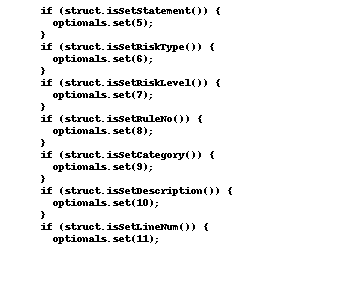 if (struct.isSetStatement()) {
optionals.set(5);
}
if (struct.isSetRiskType()) {
optionals.set(6);
}
if (struct.isSetRiskLevel()) {
optionals.set(7);
}
if (struct.isSetRuleNo()) {
optionals.set(8);
}
if (struct.isSetCategory()) {
optionals.set(9);
}
if (struct.isSetDescription()) {
optionals.set(10);
}
if (struct.isSetLineNum()) {
optionals.set(11);